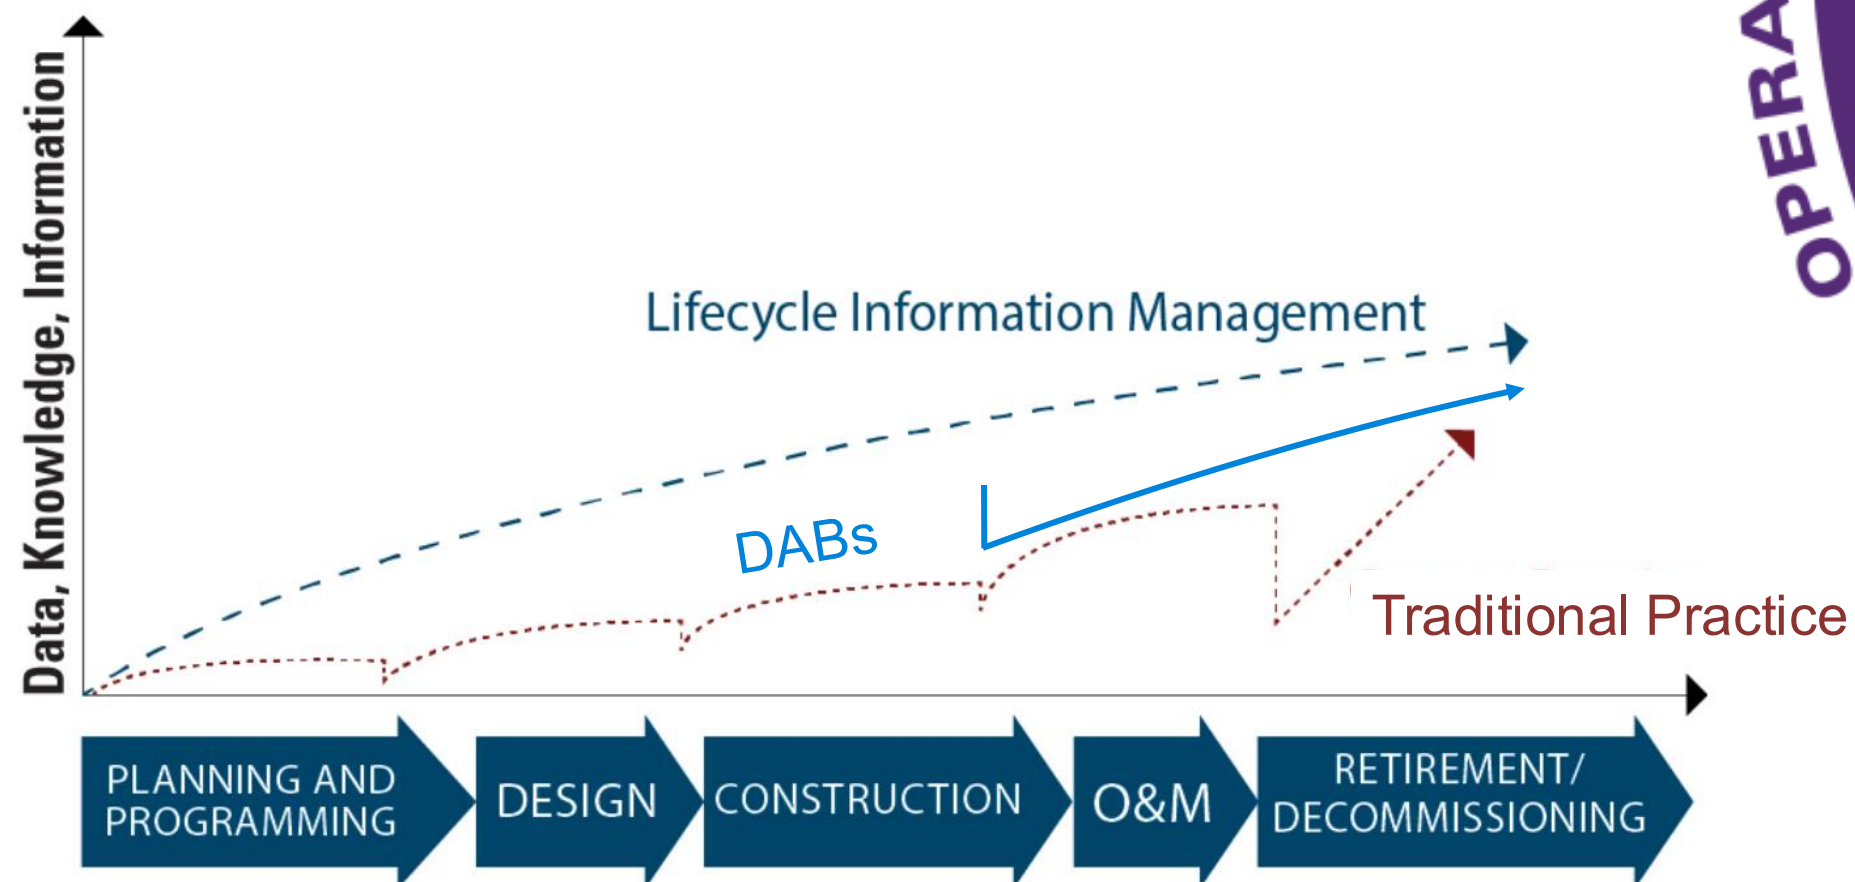 Data, Knowledge, Information
OPERA
Lifecycle Information Management
DABs
Traditional Practice
PLANNING AND
PROGRAMMING
DESIGN
CONSTRUCTION
O&M
RETIREMENT/
DECOMMISSIONING